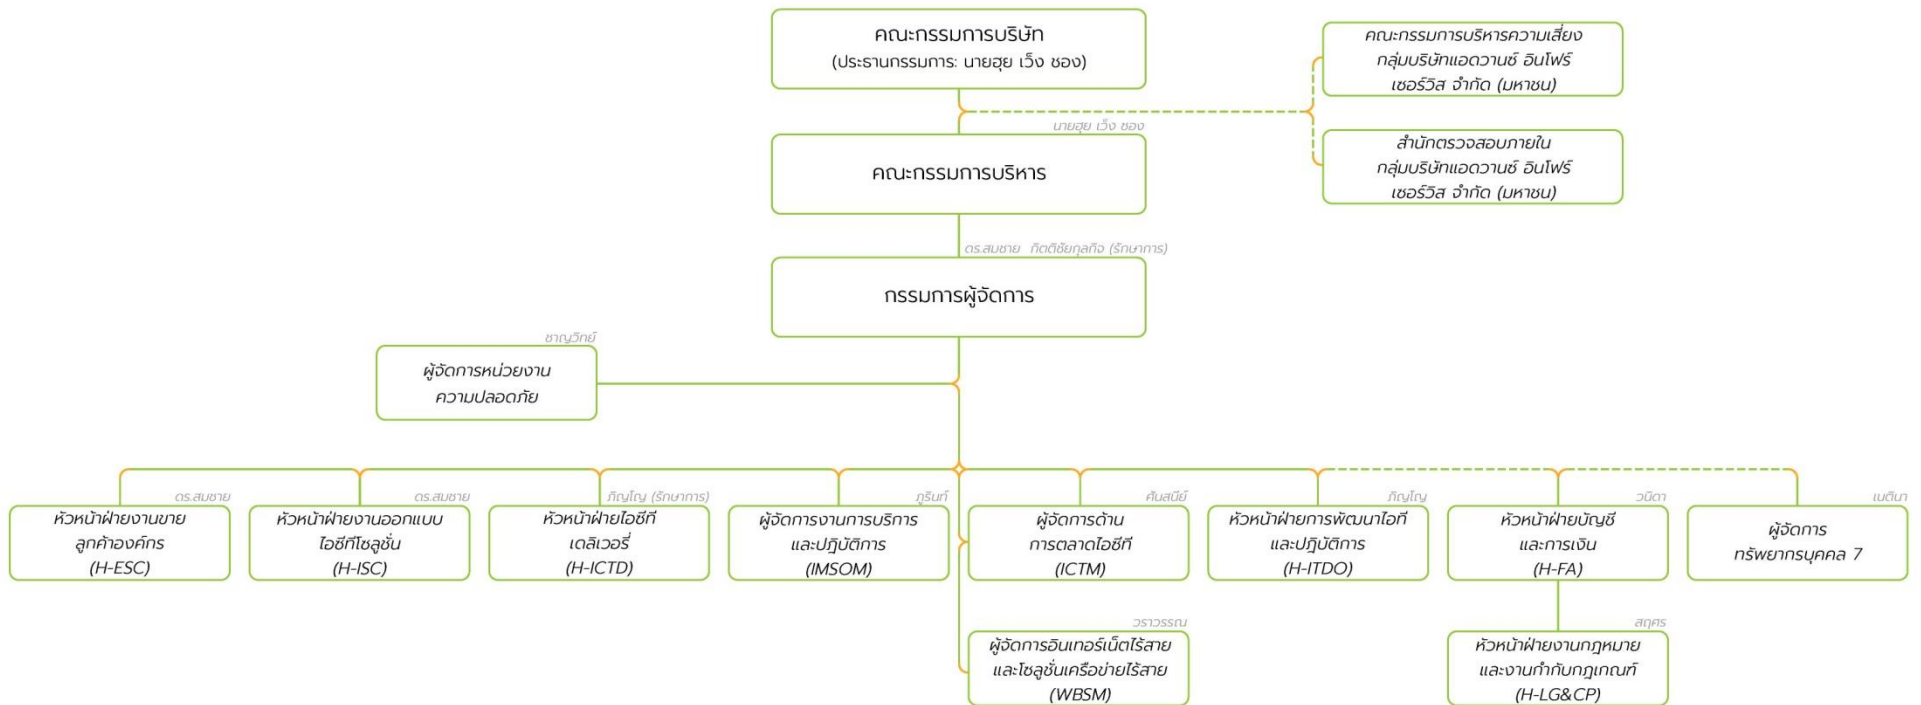 คณะกรรมการบริษัท
(ประธานกรรมการ: นายฮุย เว็ง ชอง)
คณะกรรมการบริหารความเสี่ยง
กลุ่มบริษัทแอดวานซ์ อินโฟร์
เซอร์วิส จำกัด (มหาชน)
นายฮุย เว็ง ชอง
คณะกรรมการบริหาร
สำนักตรวจสอบภายใน
กลุ่มบริษัทแอดวานซ์ อินโฟร์
เซอร์วิส จำกัด (มหาชน)
ดร.สมชาย กิตติชัยกุลกิจ (รักษาการ)
กรรมการผู้จัดการ
ชาญวิทย์
ผู้จัดการหน่วยงาน
ความปลอดภัย
ดร.สมชาย
หัวหน้าฝ่ายงานขาย
ลูกค้าองค์กร
(H-ESC)
ดร.สมชาย
หัวหน้าฝ่ายงานออกแบบ
ไอซีทีโซลูชั่น
(H-ISC)
ภิญโญ (รักษาการ)
หัวหน้าฝ่ายไอซีที
เดลิเวอรี่
(H-ICTD)
ภูรินท์
ผู้จัดการงานการบริการ
และปฎิบัติการ
(IMSOM)
ศันสนีย์
ผู้จัดการด้าน
การตลาดไอซีที
(ICTM)
ภิญโญ
หัวหน้าฝ่ายการพัฒนาไอที
และปฎิบัติการ
(H-ITDO)
วนิดา
หัวหน้าฝ่ายบัญชี
และการเงิน
(H-FA)
เนตินา
ผู้จัดการ
ทรัพยากรบุคคล 7
วราวรรณ
ผู้จัดการอินเทอร์เน็ตไร้สาย
และโซลูชั่นเครือข่ายไร้สาย
(WBSM)
สฤศร
หัวหน้าฝ่ายงานกฎหมาย
และงานกำกับกฎเกณฑ์
(H-LG&CP)